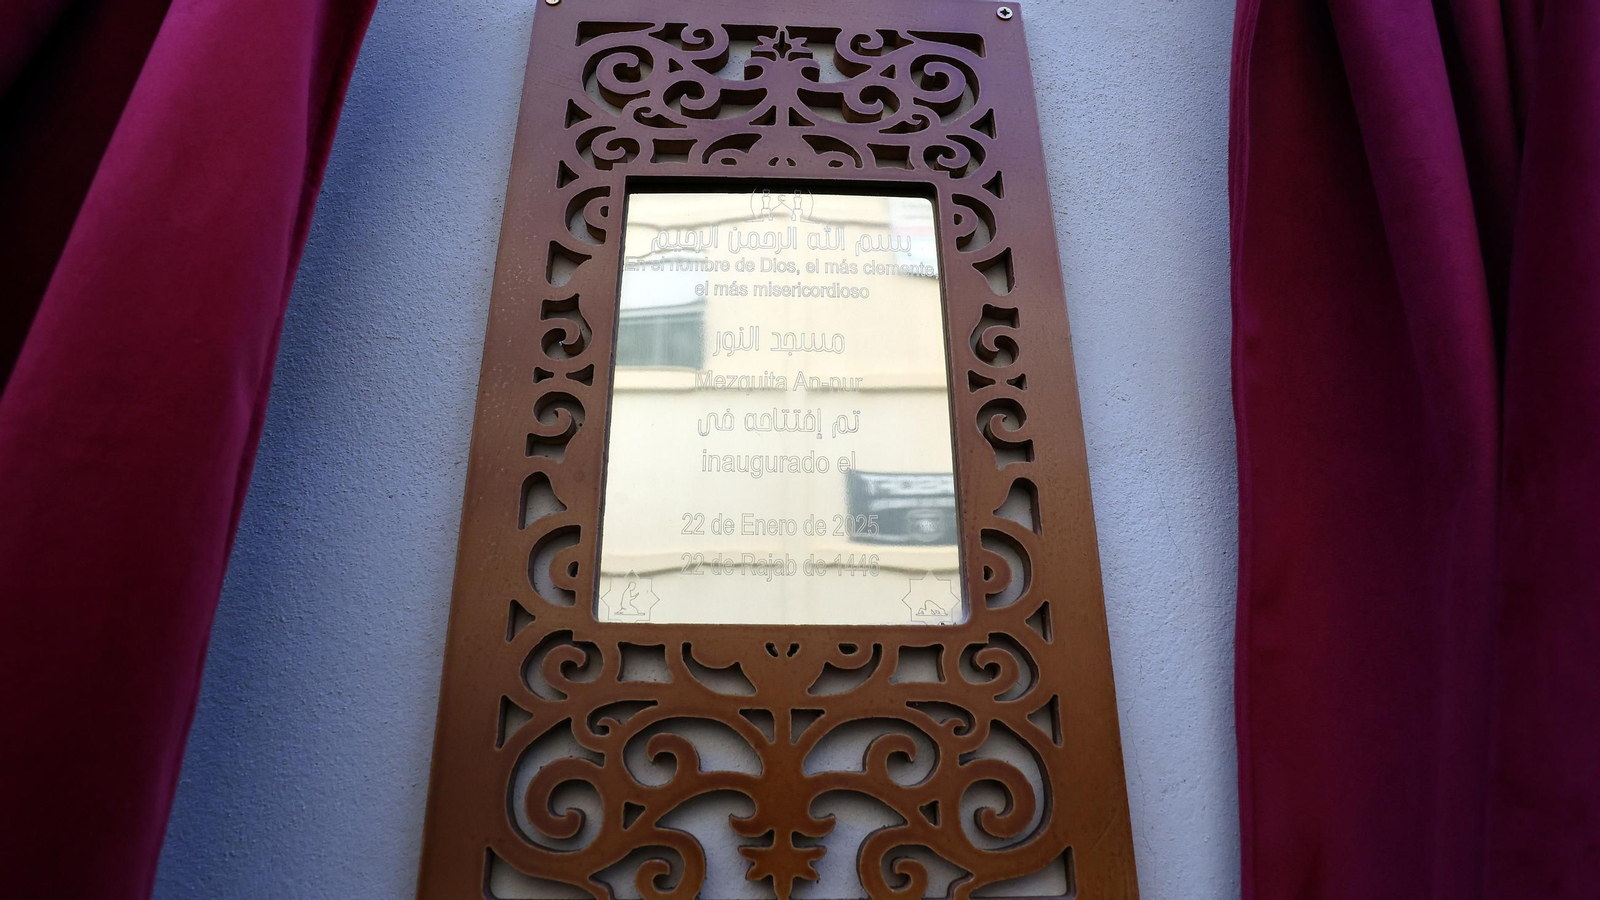 بسم الله الرحمن الرحيم
En el nombre de Dios, el más clemente,
el más misericordioso
مسجد النور
Mezquita An-nur
تم إفتتاحه في
inaugurado el
22 de Enero de 2025
22 de Rajab de 1446